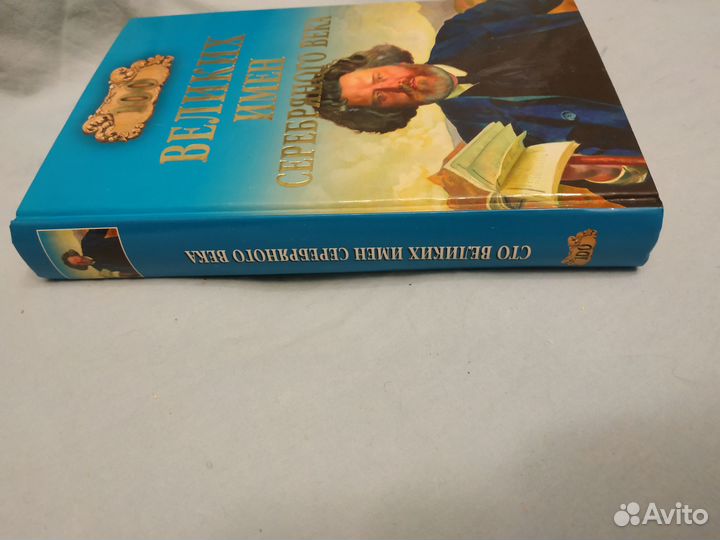 100
ВЕЛИКИХ
ИМЕН
СЕРЕБРЯНОГО ВЕКА
СТО ВЕЛИКИХ ИМЕН СЕРЕБРЯНОГО ВЕКА
100
Avito